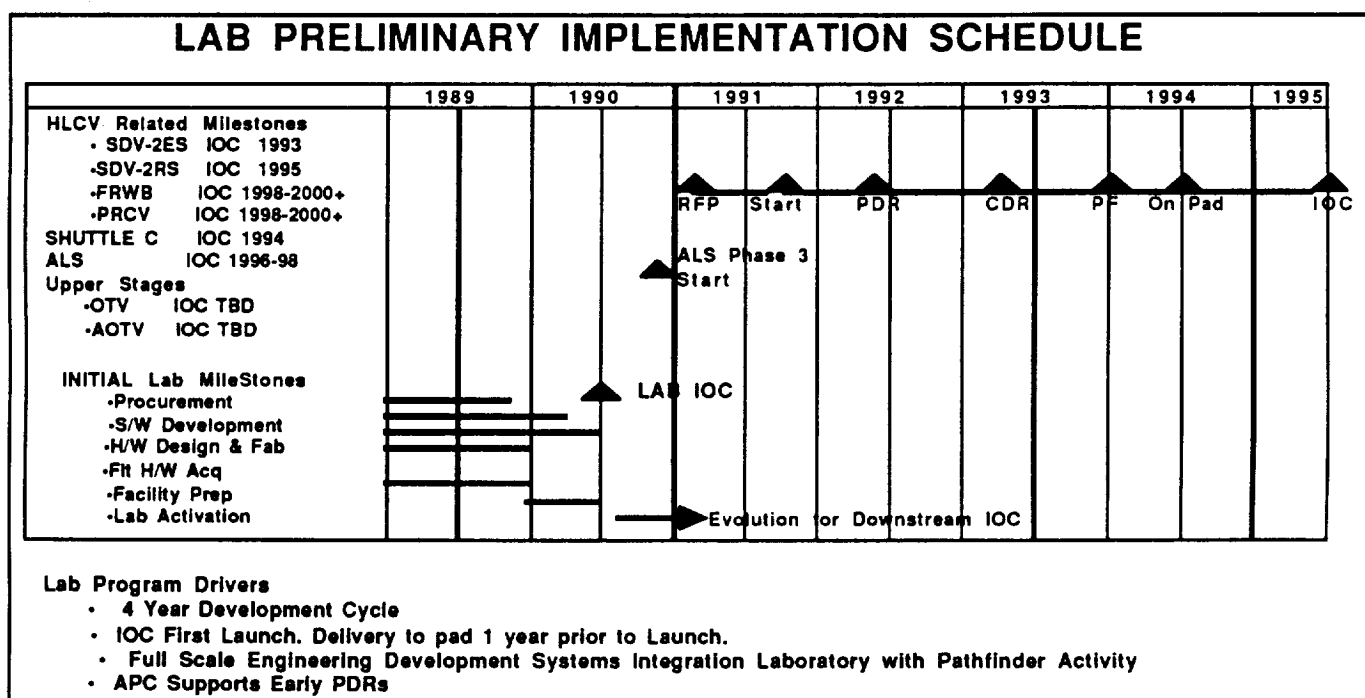 LAB PRELIMINARY IMPLEMENTATION SCHEDULE
1989 1990 1991 1992 1993 1994 1995
HLCV Related Milestones
• SDV-2ES IOC 1993
•SDV-2RS IOC 1995
•FRWB IOC 1998-2000+
•PRCV IOC 1998-2000+
RFP Start PDR CDR PF On Pad IOC
SHUTTLE C IOC 1994
ALS IOC 1996-98
ALS Phase 3
Start
Upper Stages
•OTV IOC TBD
•AOTV IOC TBD
INITIAL Lab MileStones
LAB IOC
•Procurement
•S/W Development
•H/W Design & Fab
•Flt H/W Acq
•Facility Prep
•Lab Activation
Evolution for Downstream IOC
Lab Program Drivers
• 4 Year Development Cycle
• IOC First Launch. Delivery to pad 1 year prior to Launch.
• Full Scale Engineering Development Systems Integration Laboratory with Pathfinder Activity
• APC Supports Early PDRs